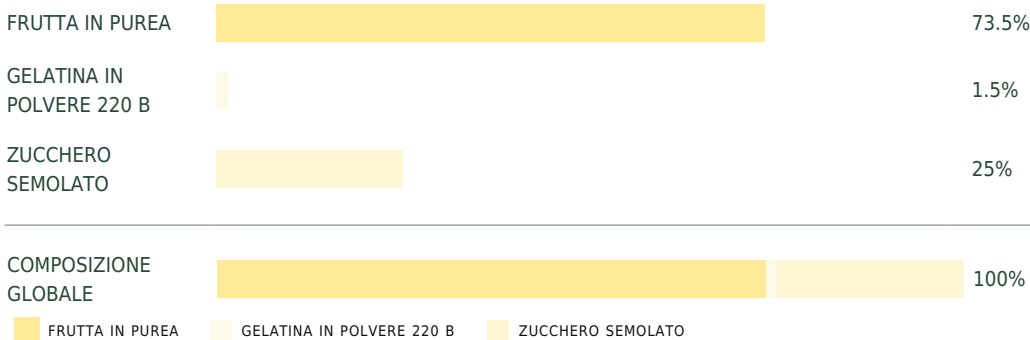 FRUTTA IN PUREA 73.5%
GELATINA IN
POLVERE 220 B 1.5%
ZUCCHERO
SEMOLATO 25%
COMPOSIZIONE
GLOBALE 100%
FRUTTA IN PUREA GELATINA IN POLVERE 220 B ZUCCHERO SEMOLATO